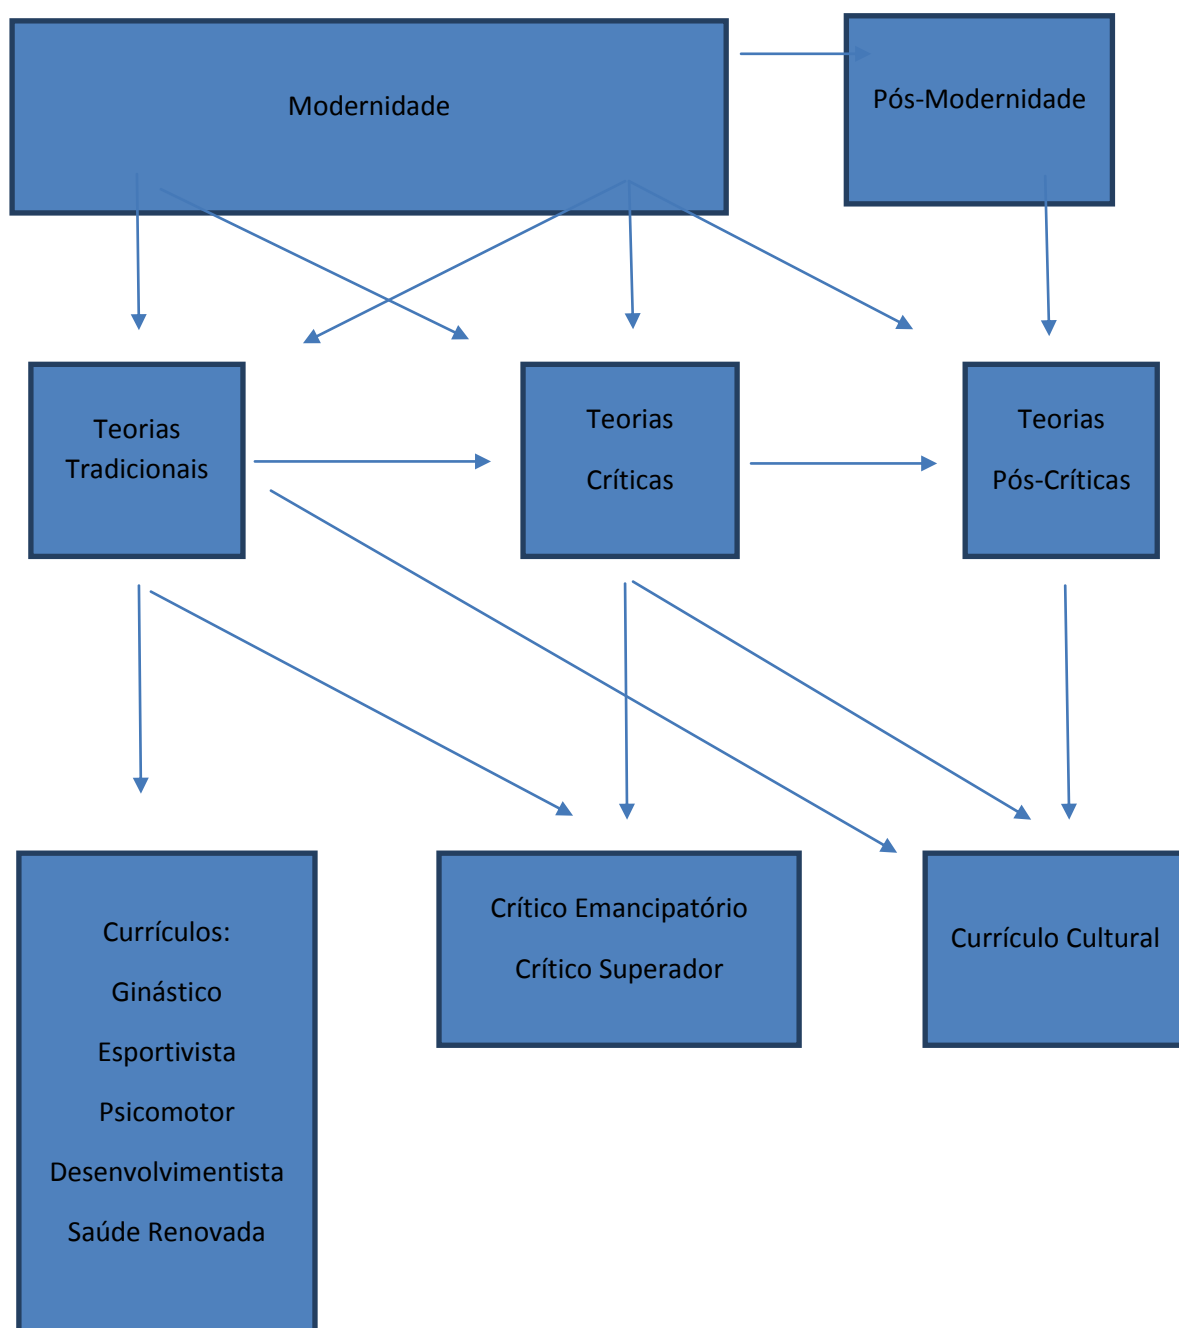 Modernidade
Pós-Modernidade
Teorias
Tradicionais
Teorias
Críticas
Teorias
Pós-Críticas
Currículos:
Ginástico
Esportivista
Psicomotor
Desenvolvimentista
Saúde Renovada
Crítico Emancipatório
Crítico Superador
Currículo Cultural